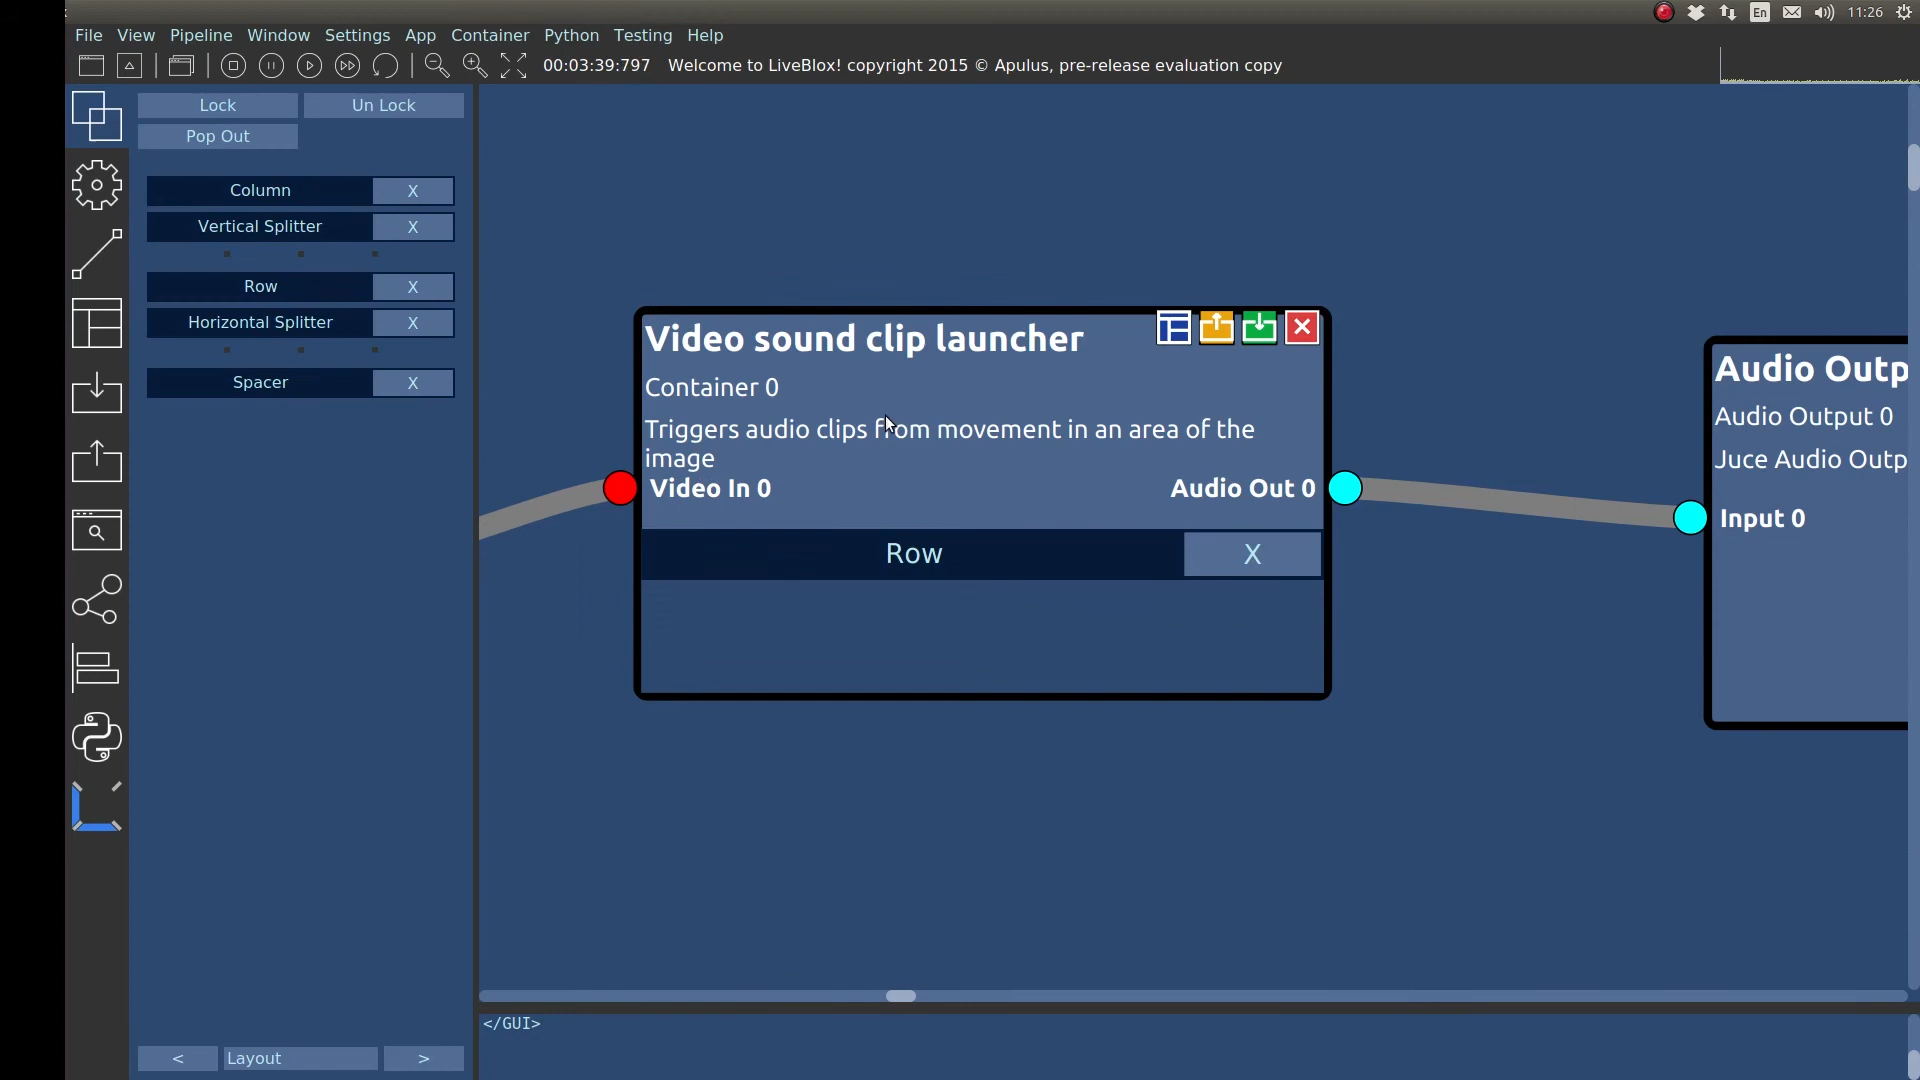 En 11:26
File View Pipeline Window Settings App Container Python Testing Help
00:03:39:797 Welcome to LiveBlox! copyright 2015 © Apulus, pre-release evaluation copy
Lock Un Lock
Pop Out
Column X
Vertical Splitter X
Row X
Horizontal Splitter X
Spacer X
Video sound clip launcher
Container 0
Triggers audio clips from movement in an area of the
image
Video In 0 Audio Out 0
Row X
Audio Outp
Audio Output 0
Juce Audio Outp
Input 0
</GUI>
< Layout >